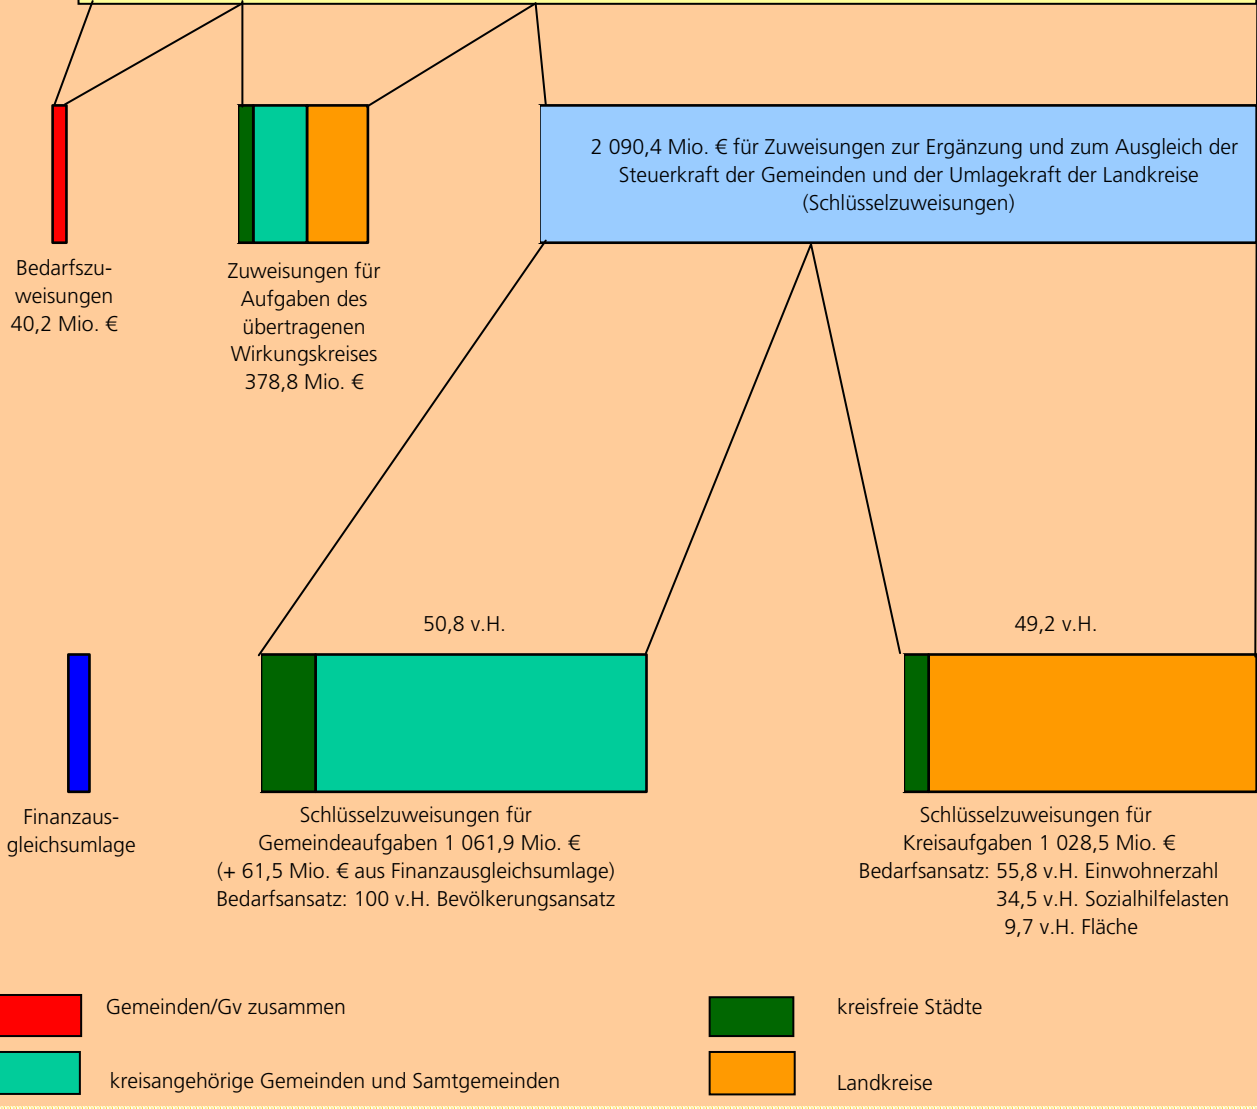 2 090,4 Mio. € für Zuweisungen zur Ergänzung und zum Ausgleich der
Steuerkraft der Gemeinden und der Umlagekraft der Landkreise
(Schlüsselzuweisungen)
Bedarfszu-
weisungen
40,2 Mio. €
Zuweisungen für
Aufgaben des
übertragenen
Wirkungskreises
378,8 Mio. €
50,8 v.H.
49,2 v.H.
Finanzaus-
gleichsumlage
Schlüsselzuweisungen für
Gemeindeaufgaben 1 061,9 Mio. €
(+ 61,5 Mio. € aus Finanzausgleichsumlage)
Bedarfsansatz: 100 v.H. Bevölkerungsansatz
Schlüsselzuweisungen für
Kreisaufgaben 1 028,5 Mio. €
Bedarfsansatz: 55,8 v.H. Einwohnerzahl
34,5 v.H. Sozialhilfelasten
9,7 v.H. Fläche
Gemeinden/Gv zusammen
kreisfreie Städte
kreisangehörige Gemeinden und Samtgemeinden
Landkreise